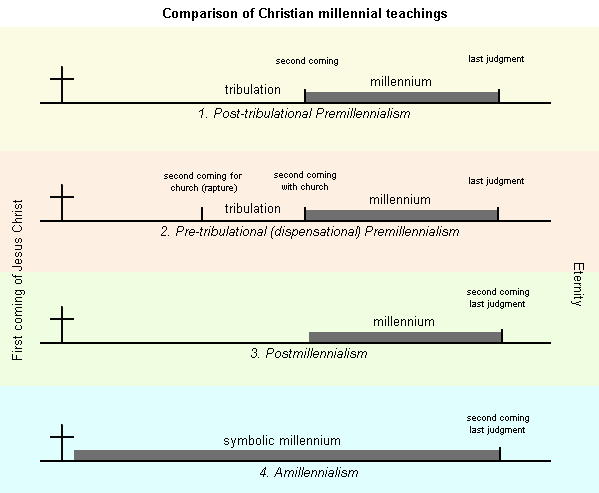 Comparison of Christian millennial teachings
second coming
last judgment
tribulation
millennium
1. Post-tribulational Premillennialism
second coming for
church (rapture)
second coming
with church
last judgment
tribulation
millennium
2. Pre-tribulational (dispensational) Premillennialism
First coming of Jesus Christ
Eternity
second coming
last judgment
millennium
3. Postmillennialism
second coming
last judgment
symbolic millennium
4. Amillennialism